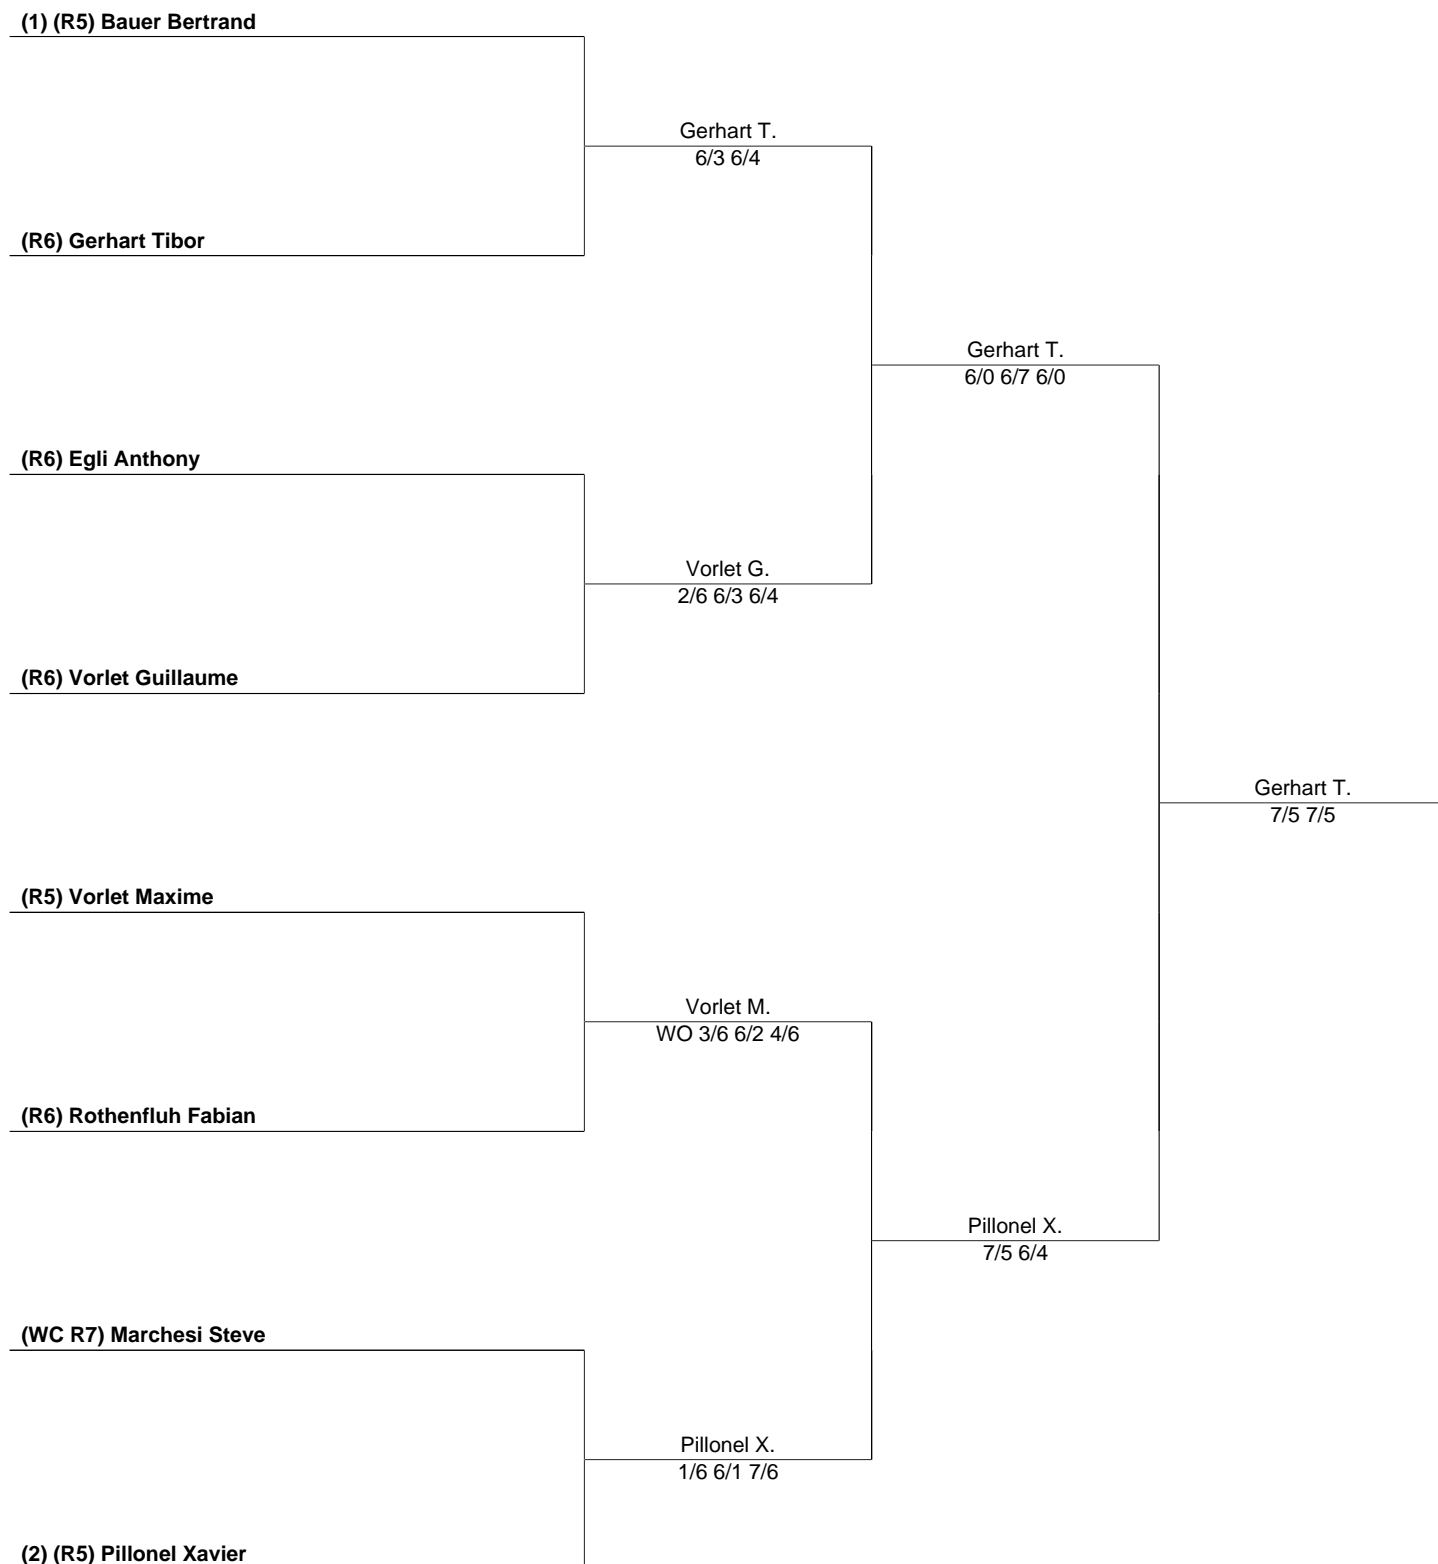 (1) (R5) Bauer Bertrand
Gerhart T.
6/3 6/4
(R6) Gerhart Tibor
Gerhart T.
6/0 6/7 6/0
(R6) Egli Anthony
Vorlet G.
2/6 6/3 6/4
(R6) Vorlet Guillaume
Gerhart T.
7/5 7/5
(R5) Vorlet Maxime
Vorlet M.
WO 3/6 6/2 4/6
(R6) Rothenfluh Fabian
Pillonel X.
7/5 6/4
(WC R7) Marchesi Steve
Pillonel X.
1/6 6/1 7/6
(2) (R5) Pillonel Xavier